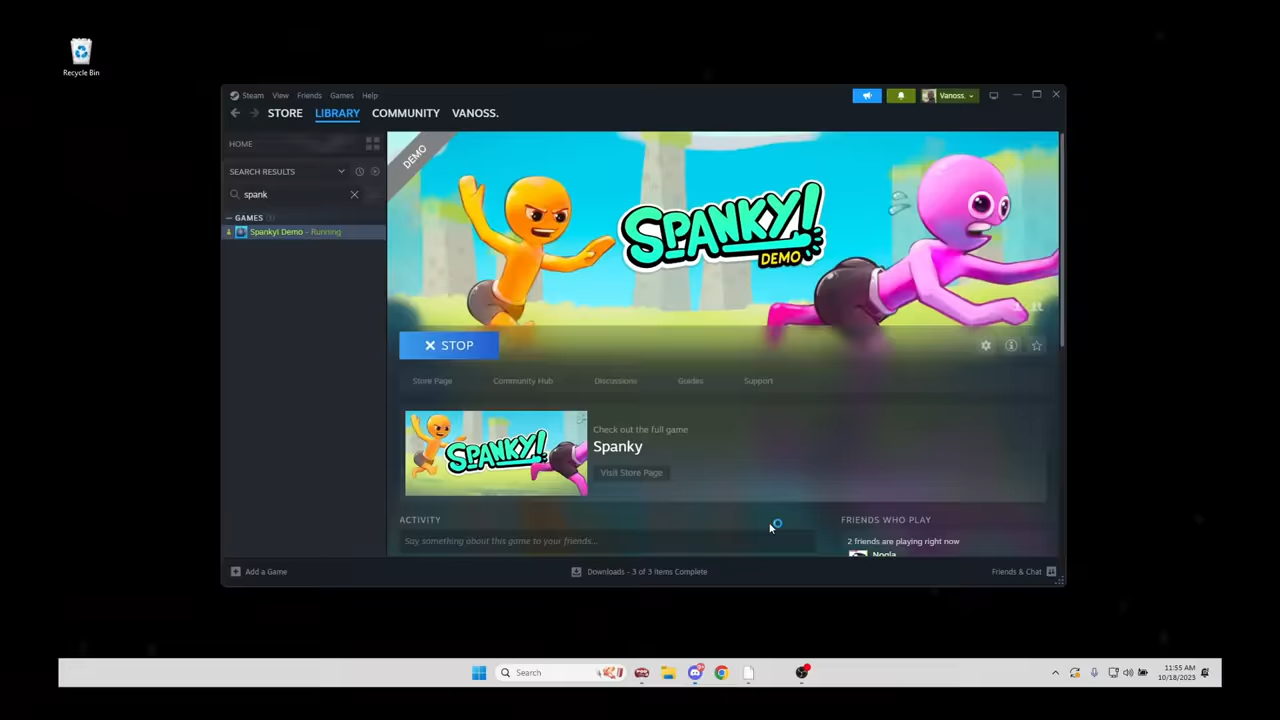 Recycle Bin
Steam View Friends Games Help
Vanoss.
STORE LIBRARY COMMUNITY VANOSS.
HOME
SEARCH RESULTS
spank
GAMES (1)
Spanky! Demo - Running
DEMO
SPANKY!
DEMO
STOP
Store Page Community Hub Discussions Guides Support
SPANKY!
Check out the full game
Spanky
Visit Store Page
ACTIVITY
Say something about this game to your friends...
FRIENDS WHO PLAY
2 friends are playing right now
Nogla
Add a Game
Downloads - 3 of 3 Items Complete
Friends & Chat
Search
11:55 AM
10/18/2023